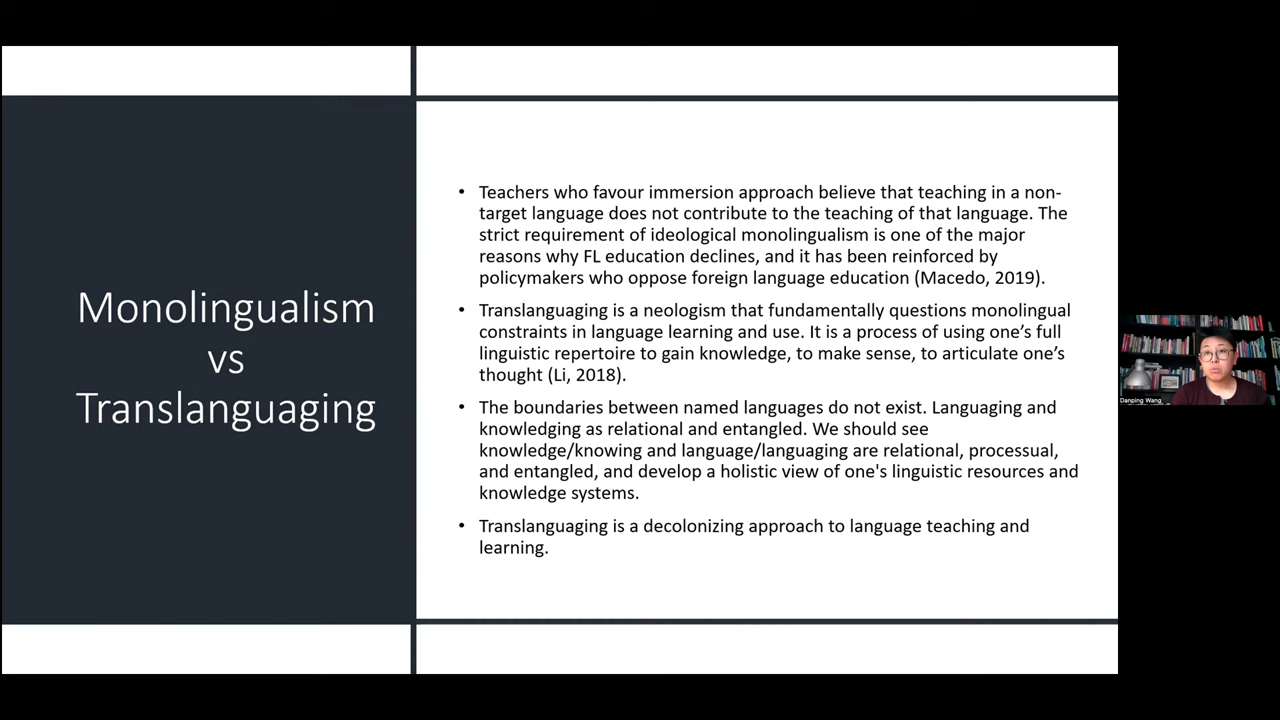 Monolingualism
vs
Translanguaging
• Teachers who favour immersion approach believe that teaching in a non-
target language does not contribute to the teaching of that language. The
strict requirement of ideological monolingualism is one of the major
reasons why FL education declines, and it has been reinforced by
policymakers who oppose foreign language education (Macedo, 2019).
• Translanguaging is a neologism that fundamentally questions monolingual
constraints in language learning and use. It is a process of using one’s full
linguistic repertoire to gain knowledge, to make sense, to articulate one’s
thought (Li, 2018).
• The boundaries between named languages do not exist. Languaging and
knowledging as relational and entangled. We should see
knowledge/knowing and language/languaging are relational, processual,
and entangled, and develop a holistic view of one's linguistic resources and
knowledge systems.
• Translanguaging is a decolonizing approach to language teaching and
learning.
Danping Wang